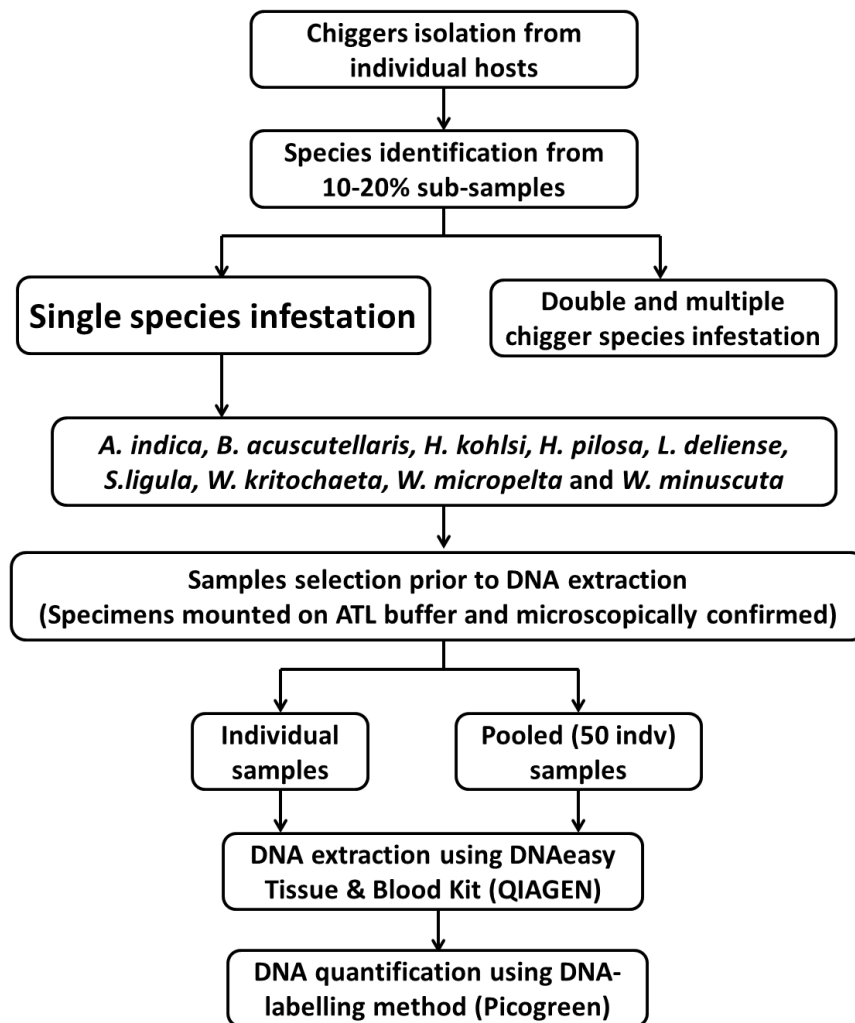 Chiggers isolation from
individual hosts
Species identification from
10-20% sub-samples
Single species infestation
Double and multiple
chigger species infestation
A. indica, B. acuscutellaris, H. kohlsi, H. pilosa, L. deliense,
S.ligula, W. kritochaeta, W. micropelta and W. minuscuta
Samples selection prior to DNA extraction
(Specimens mounted on ATL buffer and microscopically confirmed)
Individual
samples
Pooled (50 indv)
samples
DNA extraction using DNAeasy
Tissue & Blood Kit (QIAGEN)
DNA quantification using DNA-
labelling method (Picogreen)